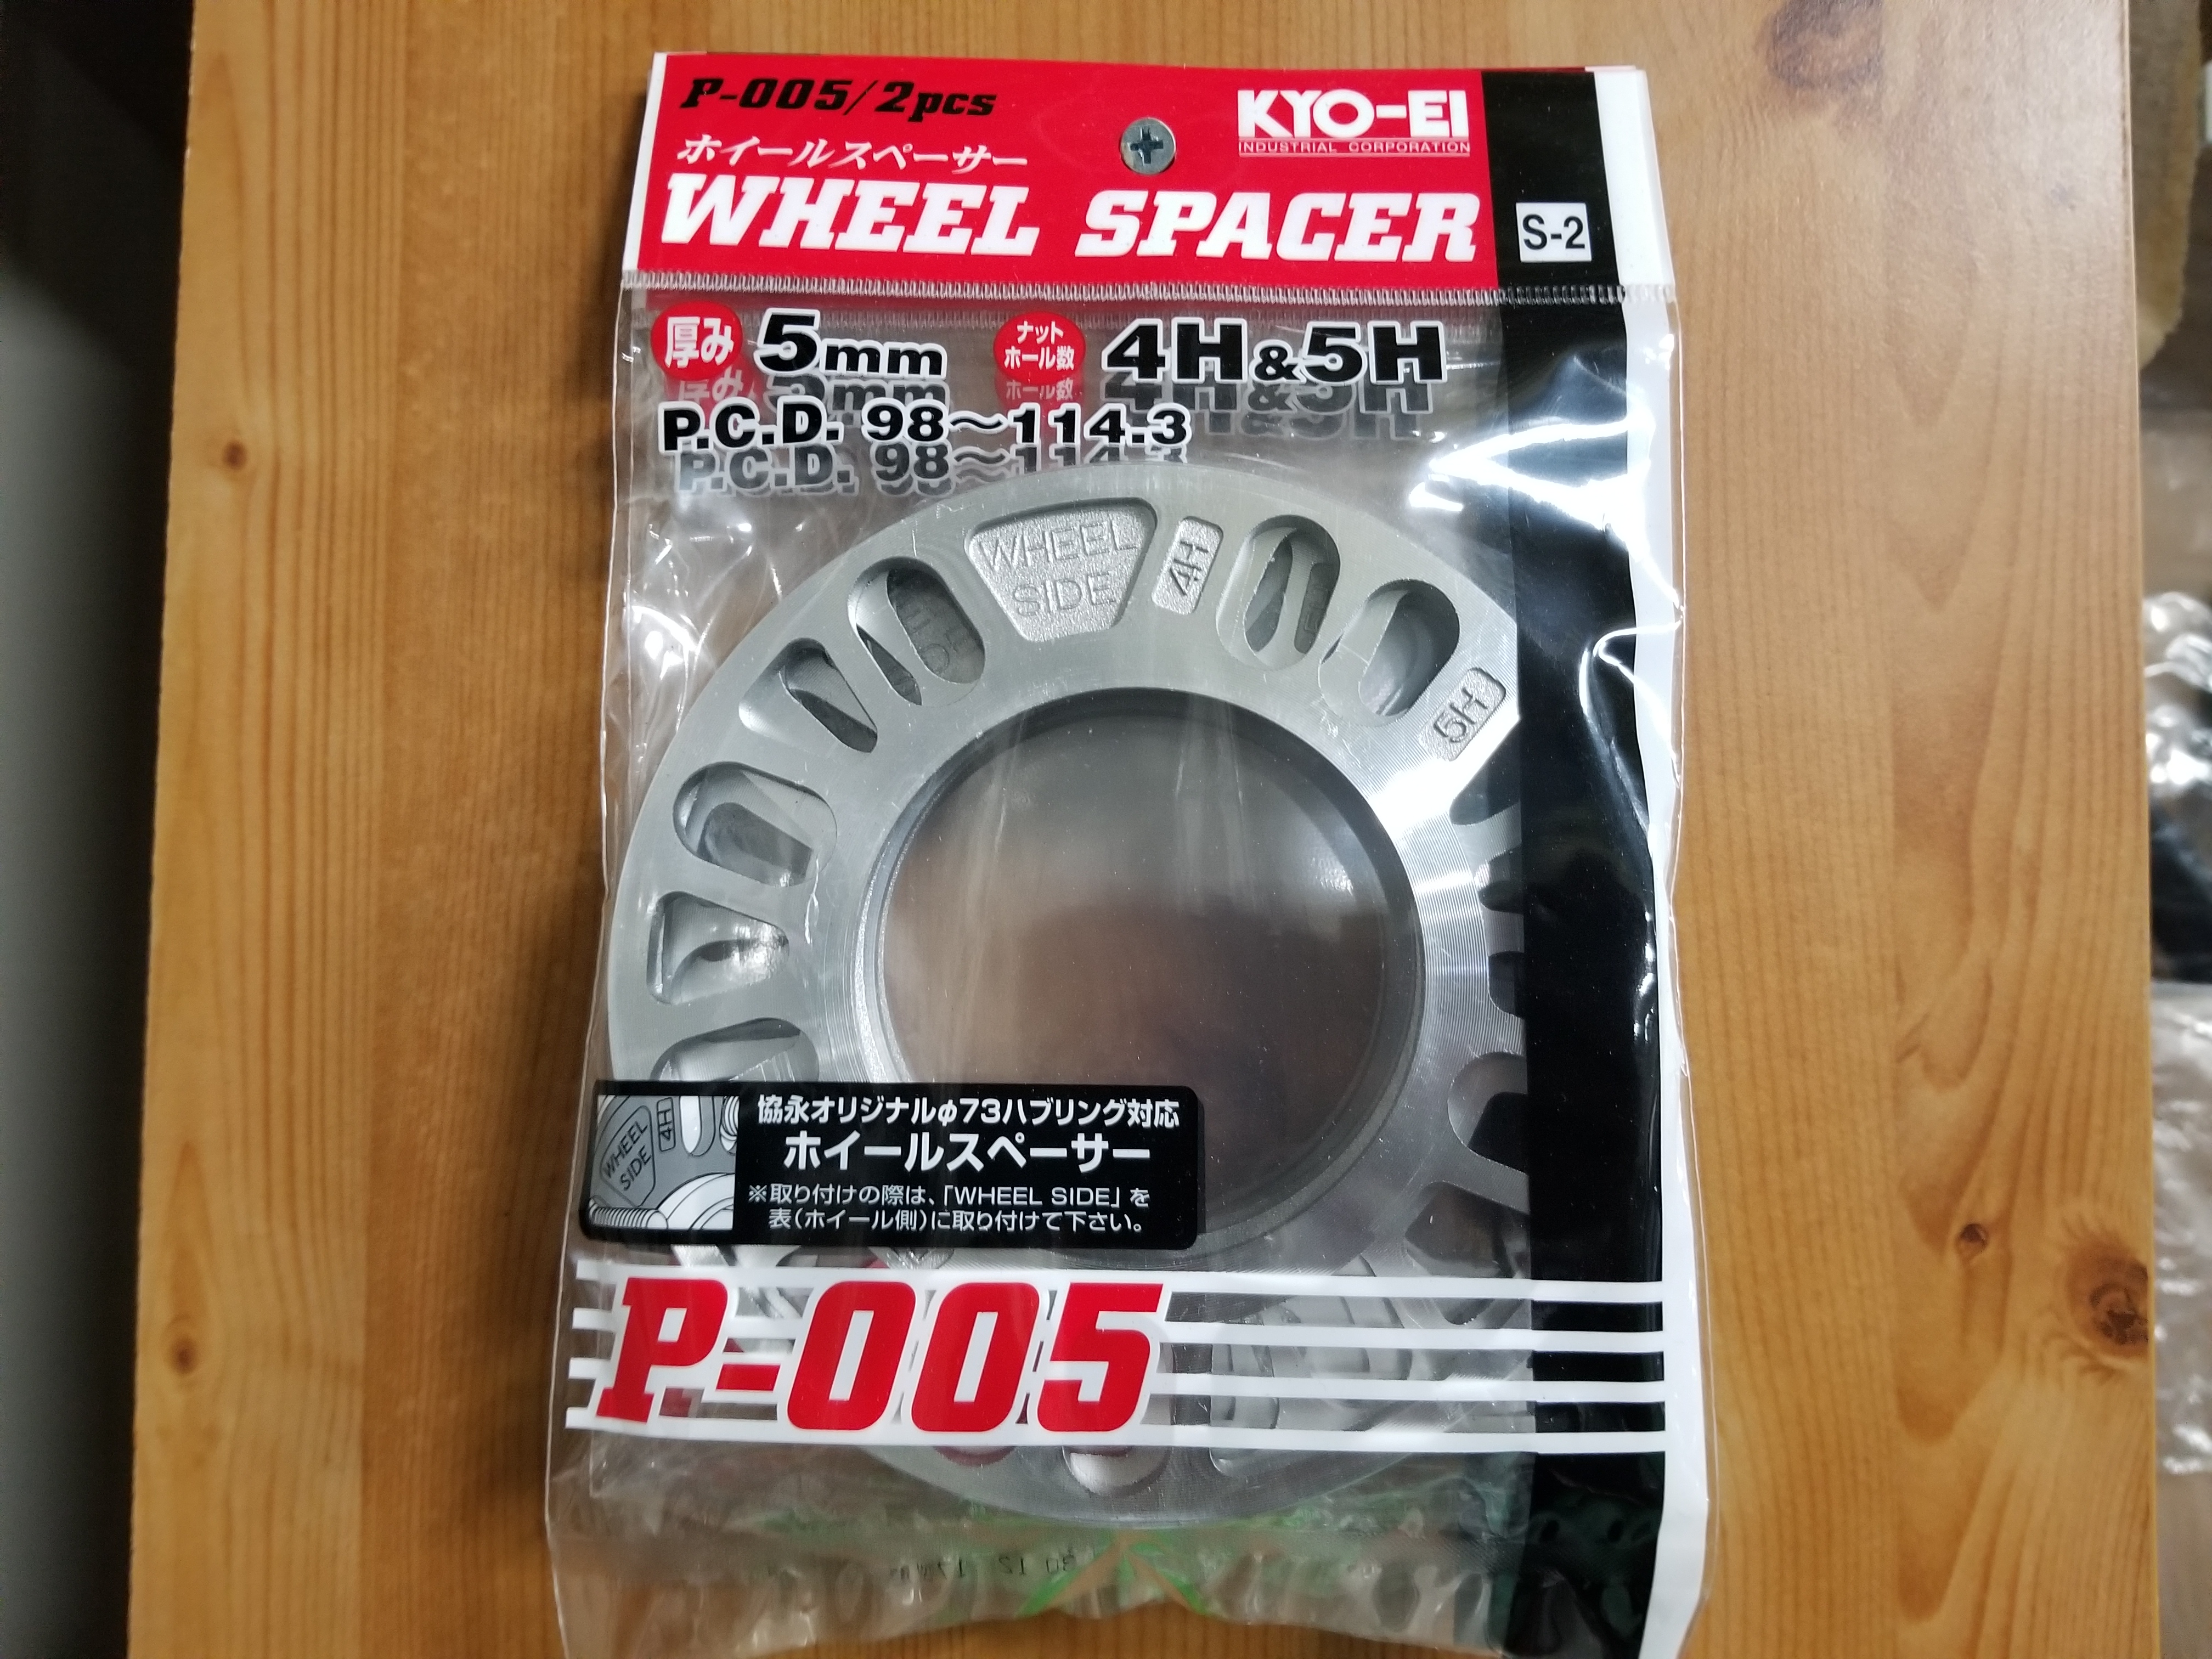 P-005/2pcs
KYO-EI
INDUSTRIAL CORPORATION
ホイールスペーサー
WHEEL SPACER
S-2
厚み 5mm
ナットホール数 4H&5H
P.C.D. 98〜114.3
WHEEL
SIDE
4H
5H
協永オリジナルφ73ハブリング対応
ホイールスペーサー
※取り付けの際は、「WHEEL SIDE」を
表(ホイール側)に取り付けて下さい。
WHEEL
SIDE
4H
P-005